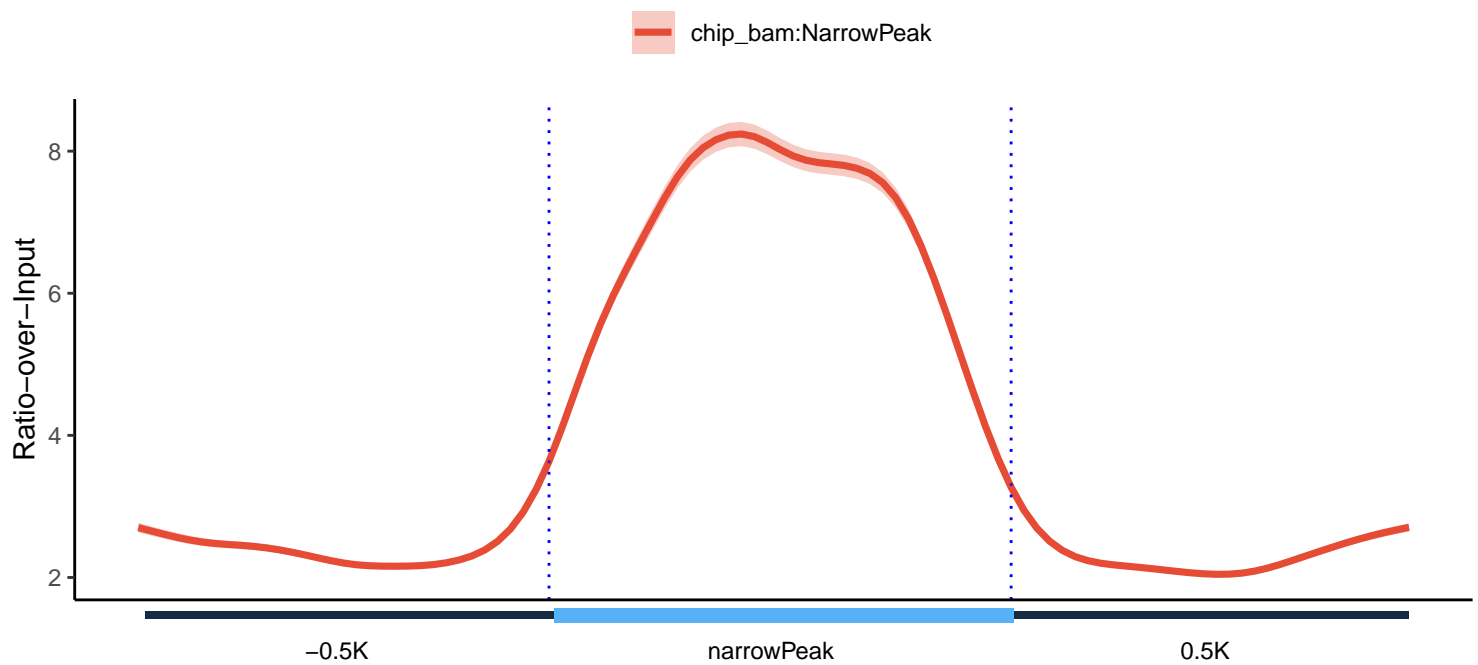 chip_bam:NarrowPeak
Ratio−over−Input
8
6
4
2
−0.5K
narrowPeak
0.5K